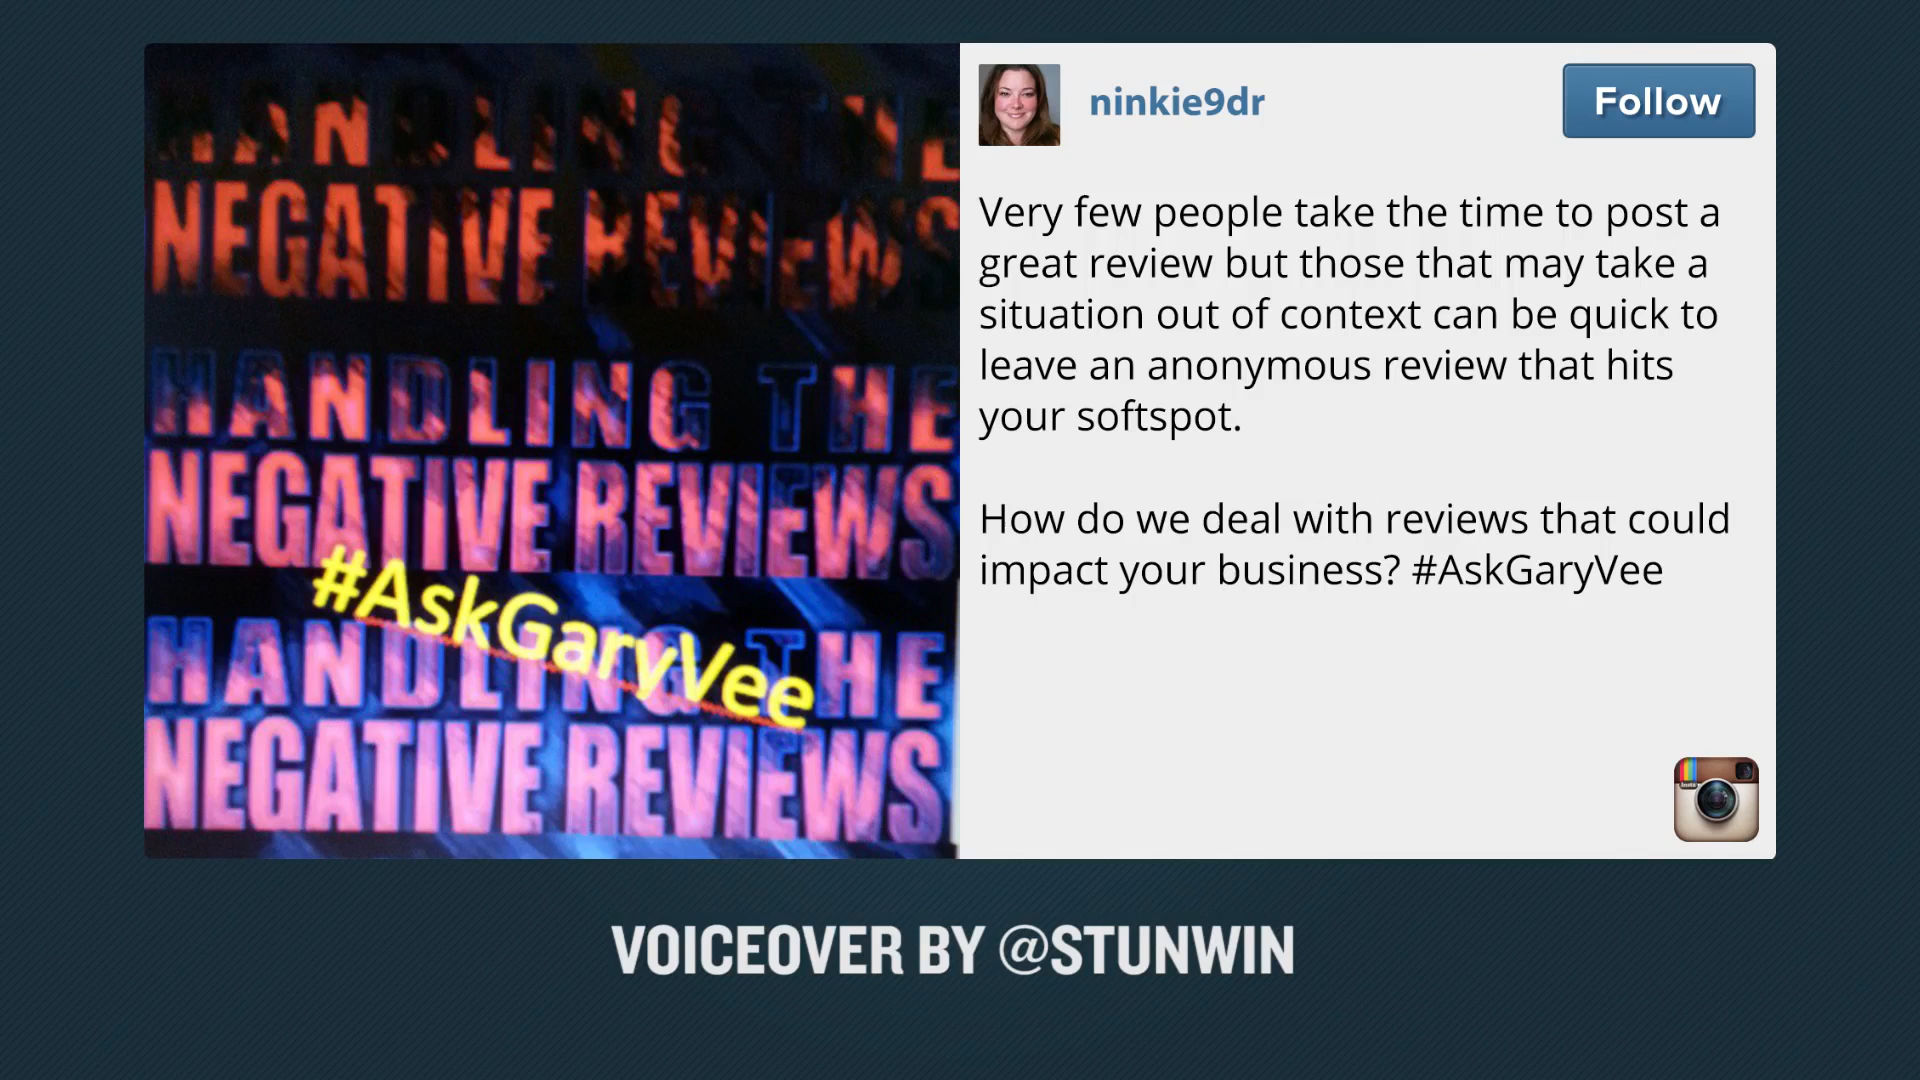 HANDLING THE
NEGATIVE REVIEWS
HANDLING THE
NEGATIVE REVIEWS
#AskGaryVee
HANDLING THE
NEGATIVE REVIEWS
ninkie9dr
Follow
Very few people take the time to post a
great review but those that may take a
situation out of context can be quick to
leave an anonymous review that hits
your softspot.
How do we deal with reviews that could
impact your business? #AskGaryVee
VOICEOVER BY @STUNWIN